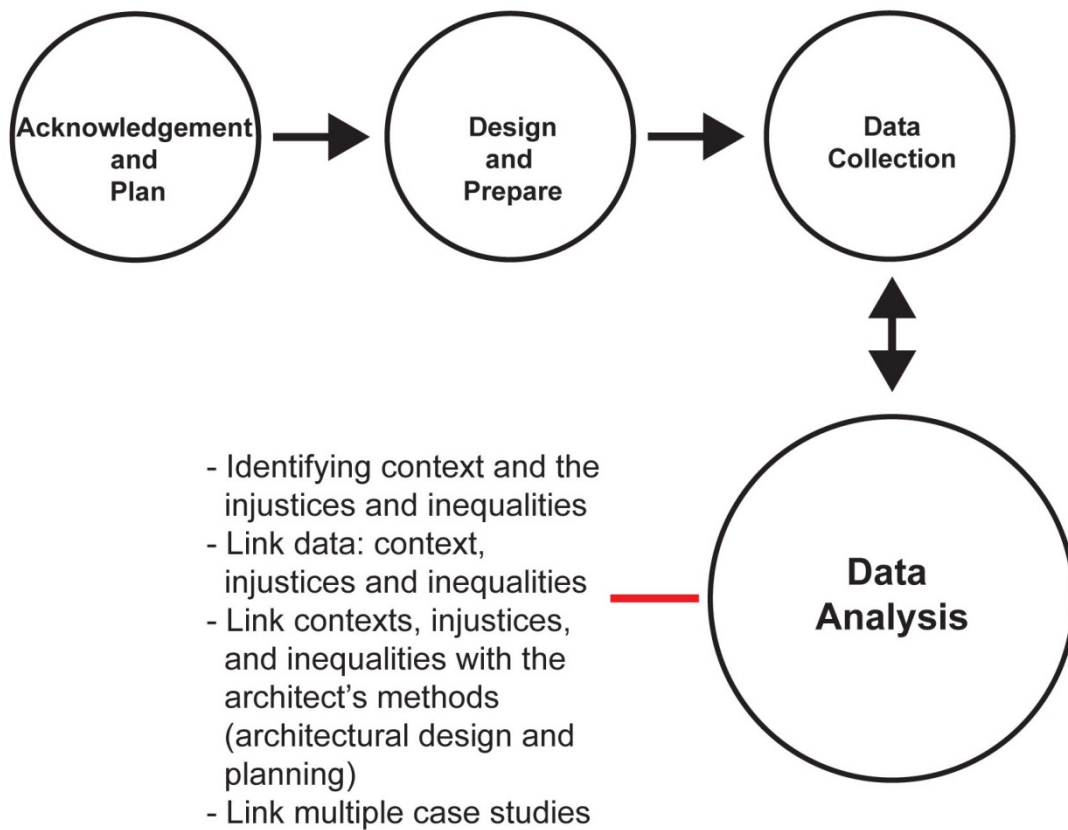 Acknowledgement
and
Plan
Design
and
Prepare
Data
Collection
Data
Analysis
- Identifying context and the
injustices and inequalities
- Link data: context,
injustices and inequalities
- Link contexts, injustices,
and inequalities with the
architect’s methods
(architectural design and
planning)
- Link multiple case studies